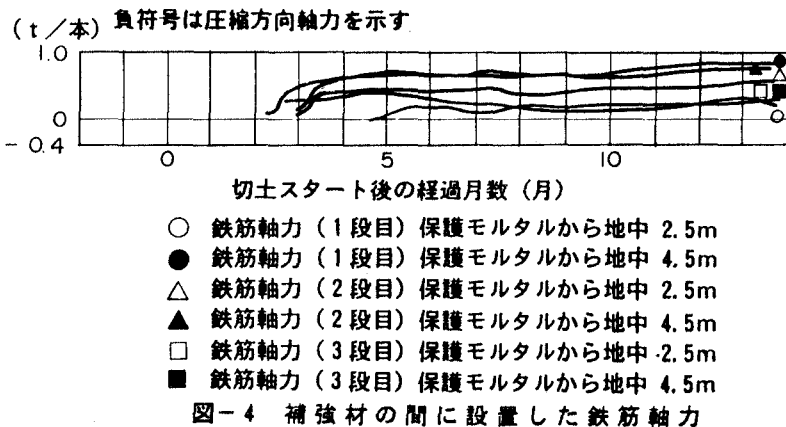 (t/本) 負符号は圧縮方向軸力を示す
1.0
0
-0.4
0 5 10
切土スタート後の経過月数(月)
○ 鉄筋軸力(1段目)保護モルタルから地中 2.5m
● 鉄筋軸力(1段目)保護モルタルから地中 4.5m
△ 鉄筋軸力(2段目)保護モルタルから地中 2.5m
▲ 鉄筋軸力(2段目)保護モルタルから地中 4.5m
□ 鉄筋軸力(3段目)保護モルタルから地中 2.5m
■ 鉄筋軸力(3段目)保護モルタルから地中 4.5m
図-4 補強材の間に設置した鉄筋軸力